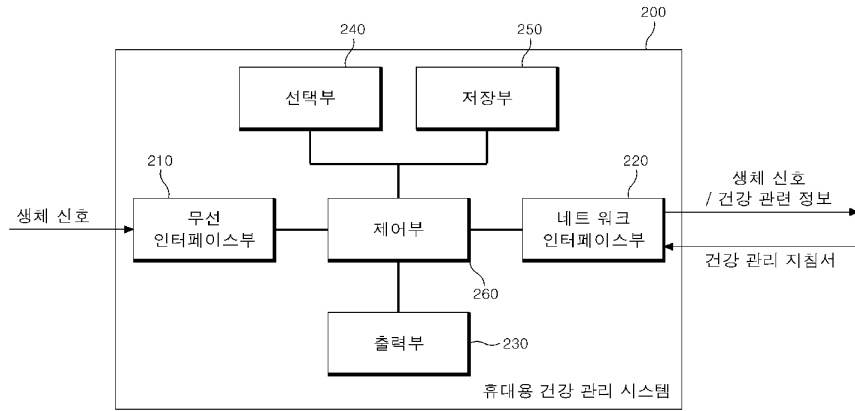 200
240
250
선택부
저장부
210
220
생체 신호
무선
인터페이스부
제어부
네트 워크
인터페이스부
생체 신호
/ 건강 관련 정보
건강 관리 지침서
260
출력부
230
휴대용 건강 관리 시스템